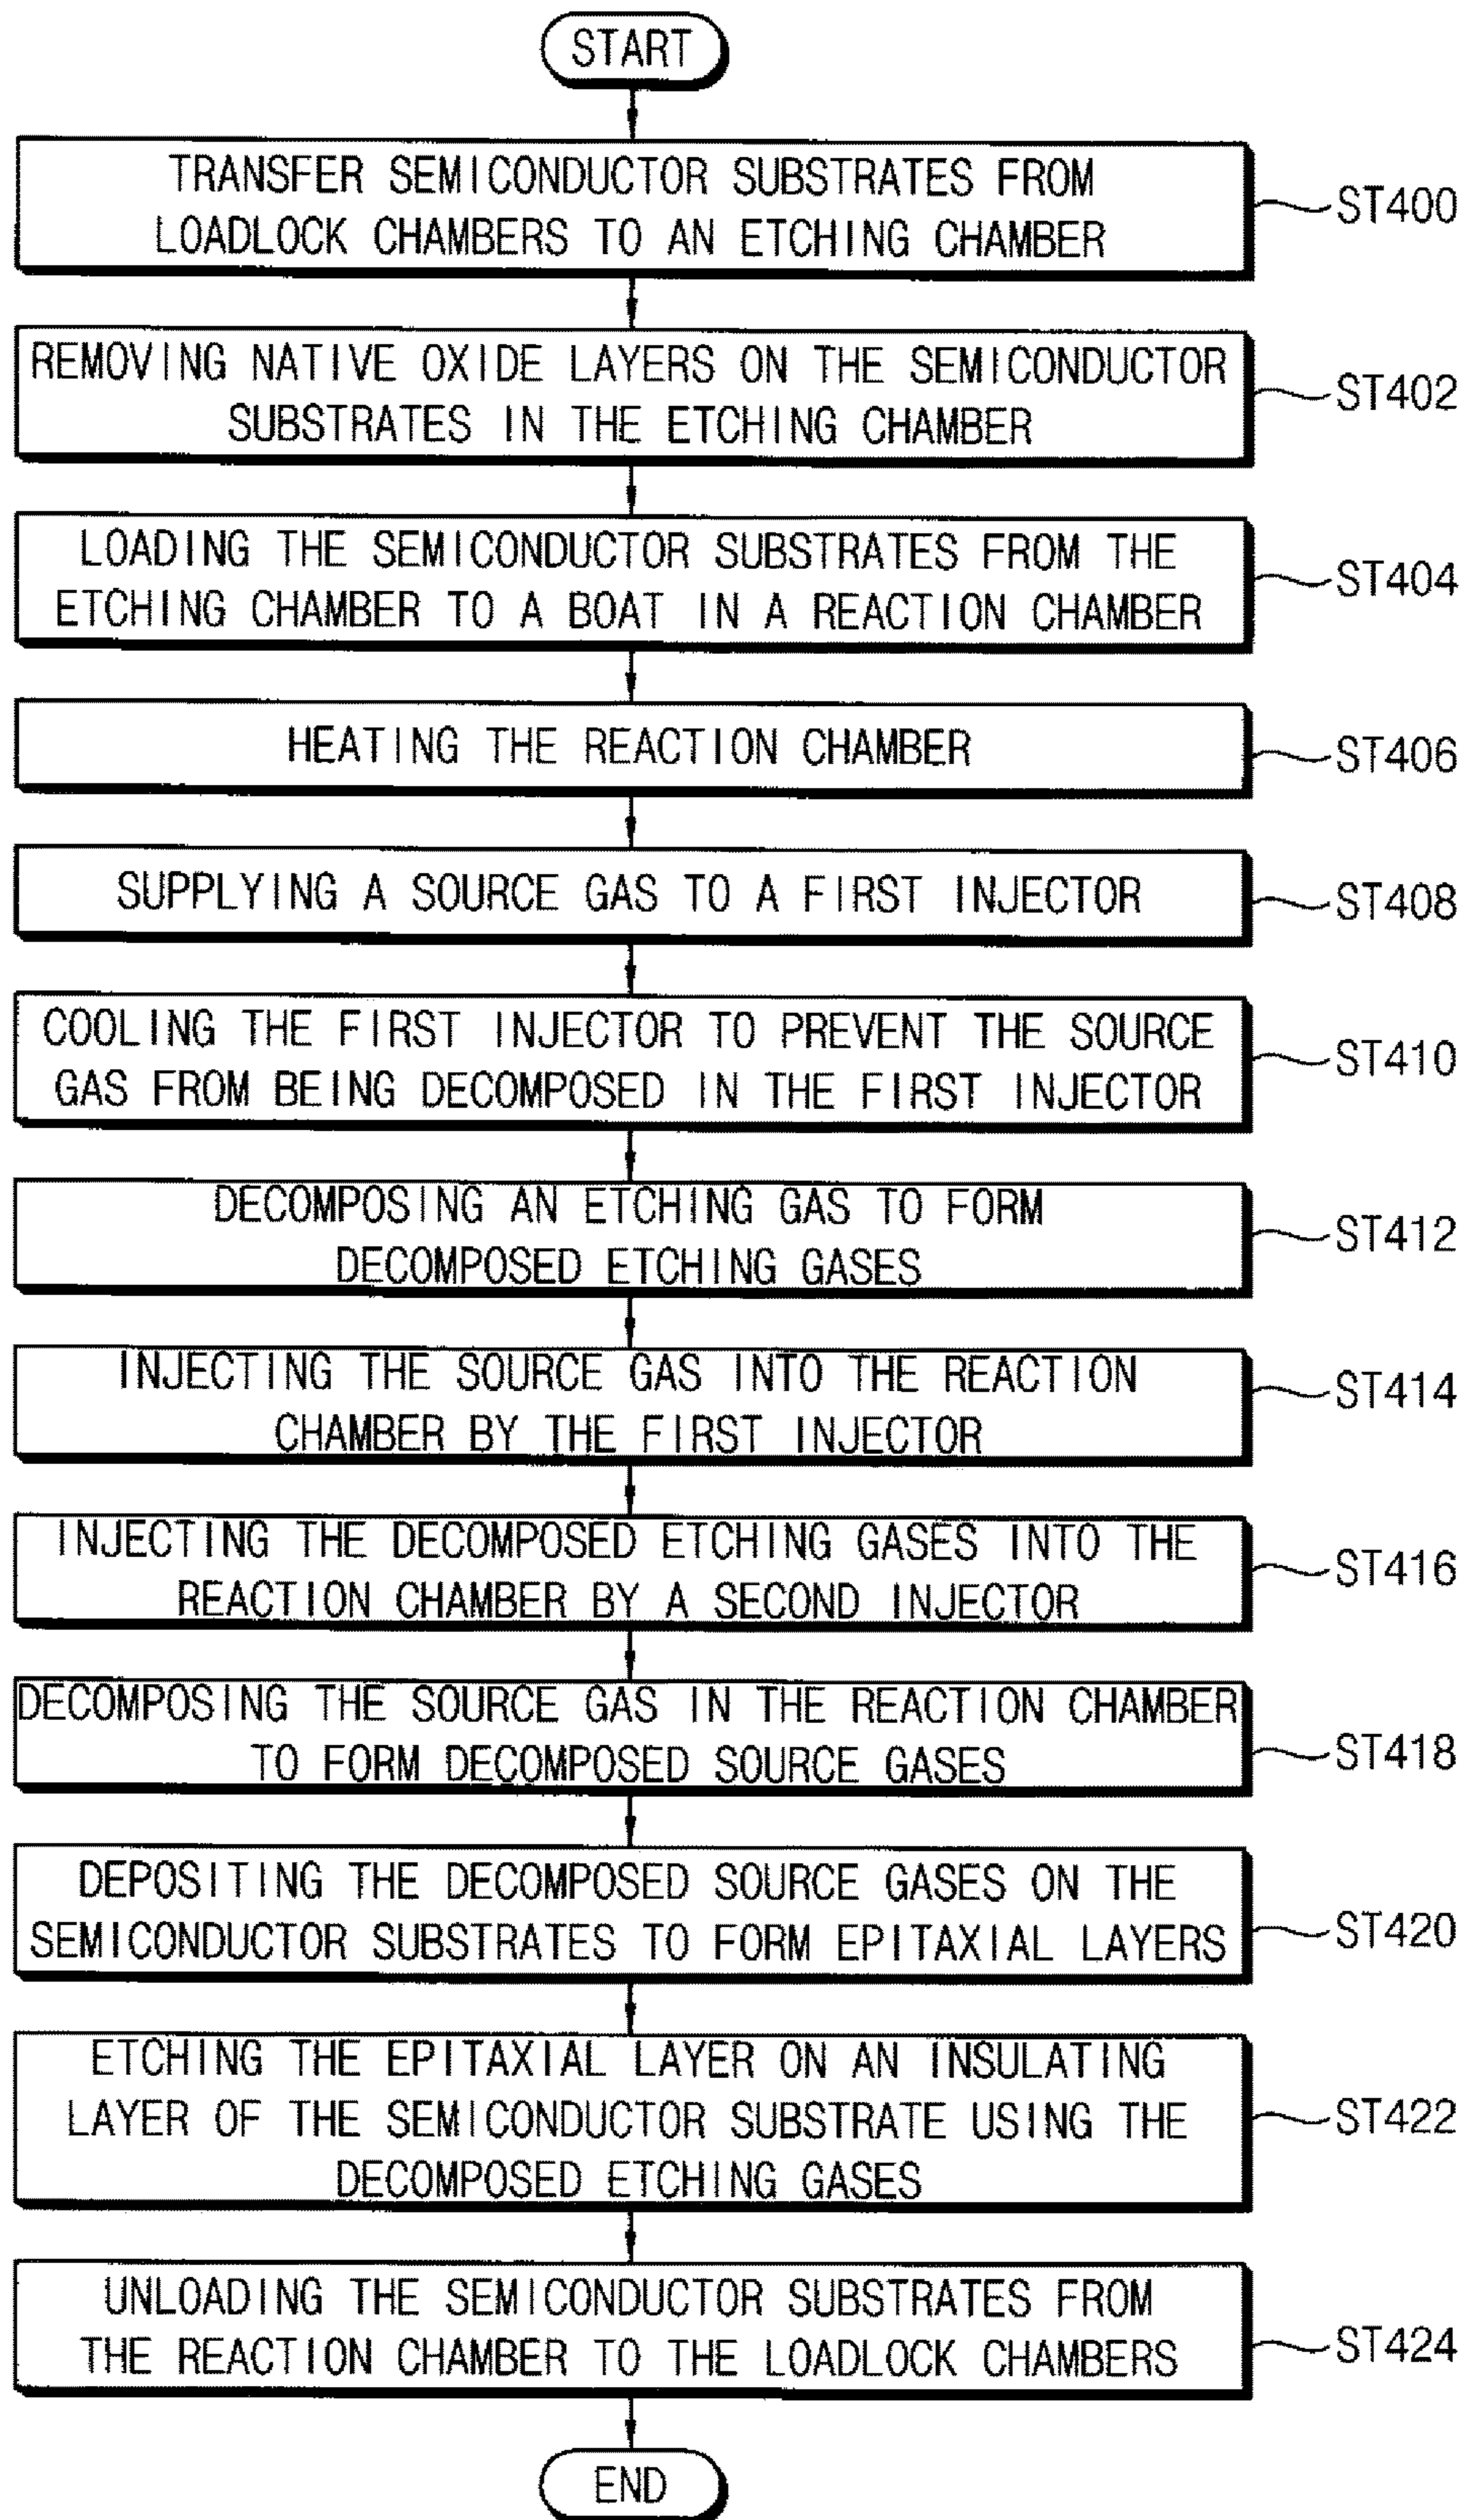 START
TRANSFER SEMICONDUCTOR SUBSTRATES FROM
LOADLOCK CHAMBERS TO AN ETCHING CHAMBER
ST400
REMOVING NATIVE OXIDE LAYERS ON THE SEMICONDUCTOR
SUBSTRATES IN THE ETCHING CHAMBER
ST402
LOADING THE SEMICONDUCTOR SUBSTRATES FROM THE
ETCHING CHAMBER TO A BOAT IN A REACTION CHAMBER
ST404
HEATING THE REACTION CHAMBER
ST406
SUPPLYING A SOURCE GAS TO A FIRST INJECTOR
ST408
COOLING THE FIRST INJECTOR TO PREVENT THE SOURCE
GAS FROM BEING DECOMPOSED IN THE FIRST INJECTOR
ST410
DECOMPOSING AN ETCHING GAS TO FORM
DECOMPOSED ETCHING GASES
ST412
INJECTING THE SOURCE GAS INTO THE REACTION
CHAMBER BY THE FIRST INJECTOR
ST414
INJECTING THE DECOMPOSED ETCHING GASES INTO THE
REACTION CHAMBER BY A SECOND INJECTOR
ST416
DECOMPOSING THE SOURCE GAS IN THE REACTION CHAMBER
TO FORM DECOMPOSED SOURCE GASES
ST418
DEPOSITING THE DECOMPOSED SOURCE GASES ON THE
SEMICONDUCTOR SUBSTRATES TO FORM EPITAXIAL LAYERS
ST420
ETCHING THE EPITAXIAL LAYER ON AN INSULATING
LAYER OF THE SEMICONDUCTOR SUBSTRATE USING THE
DECOMPOSED ETCHING GASES
ST422
UNLOADING THE SEMICONDUCTOR SUBSTRATES FROM
THE REACTION CHAMBER TO THE LOADLOCK CHAMBERS
ST424
END